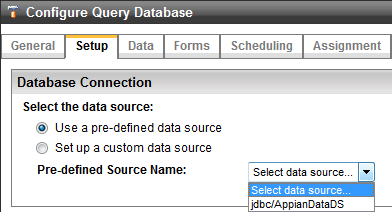 Configure Query Database
General Setup Data Forms Scheduling Assignment
Database Connection
Select the data source:
Use a pre-defined data source
Set up a custom data source
Pre-defined Source Name: Select data source...
Select data source...
jdbc/AppianDataDS